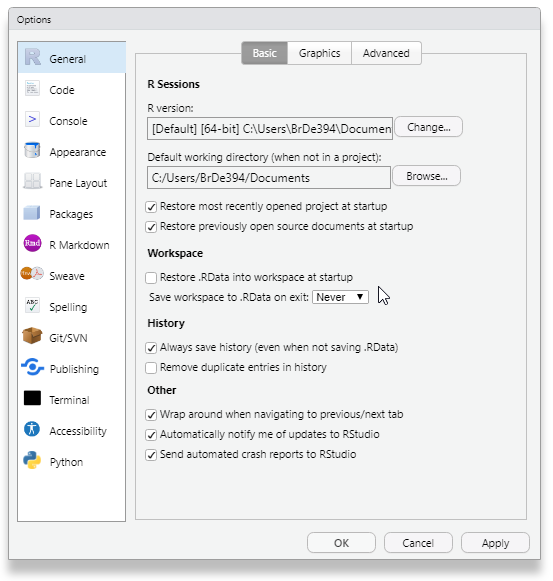 Options
General
Code
Console
Appearance
Pane Layout
Packages
R Markdown
Sweave
Spelling
Git/SVN
Publishing
Terminal
Accessibility
Python
Basic
Graphics
Advanced
R Sessions
R version:
[Default] [64-bit] C:\Users\BrDe394\Documen
Change...
Default working directory (when not in a project):
C:/Users/BrDe394/Documents
Browse...
Restore most recently opened project at startup
Restore previously open source documents at startup
Workspace
Restore .RData into workspace at startup
Save workspace to .RData on exit: Never
History
Always save history (even when not saving .RData)
Remove duplicate entries in history
Other
Wrap around when navigating to previous/next tab
Automatically notify me of updates to RStudio
Send automated crash reports to RStudio
OK
Cancel
Apply
R
Rmd
ABC